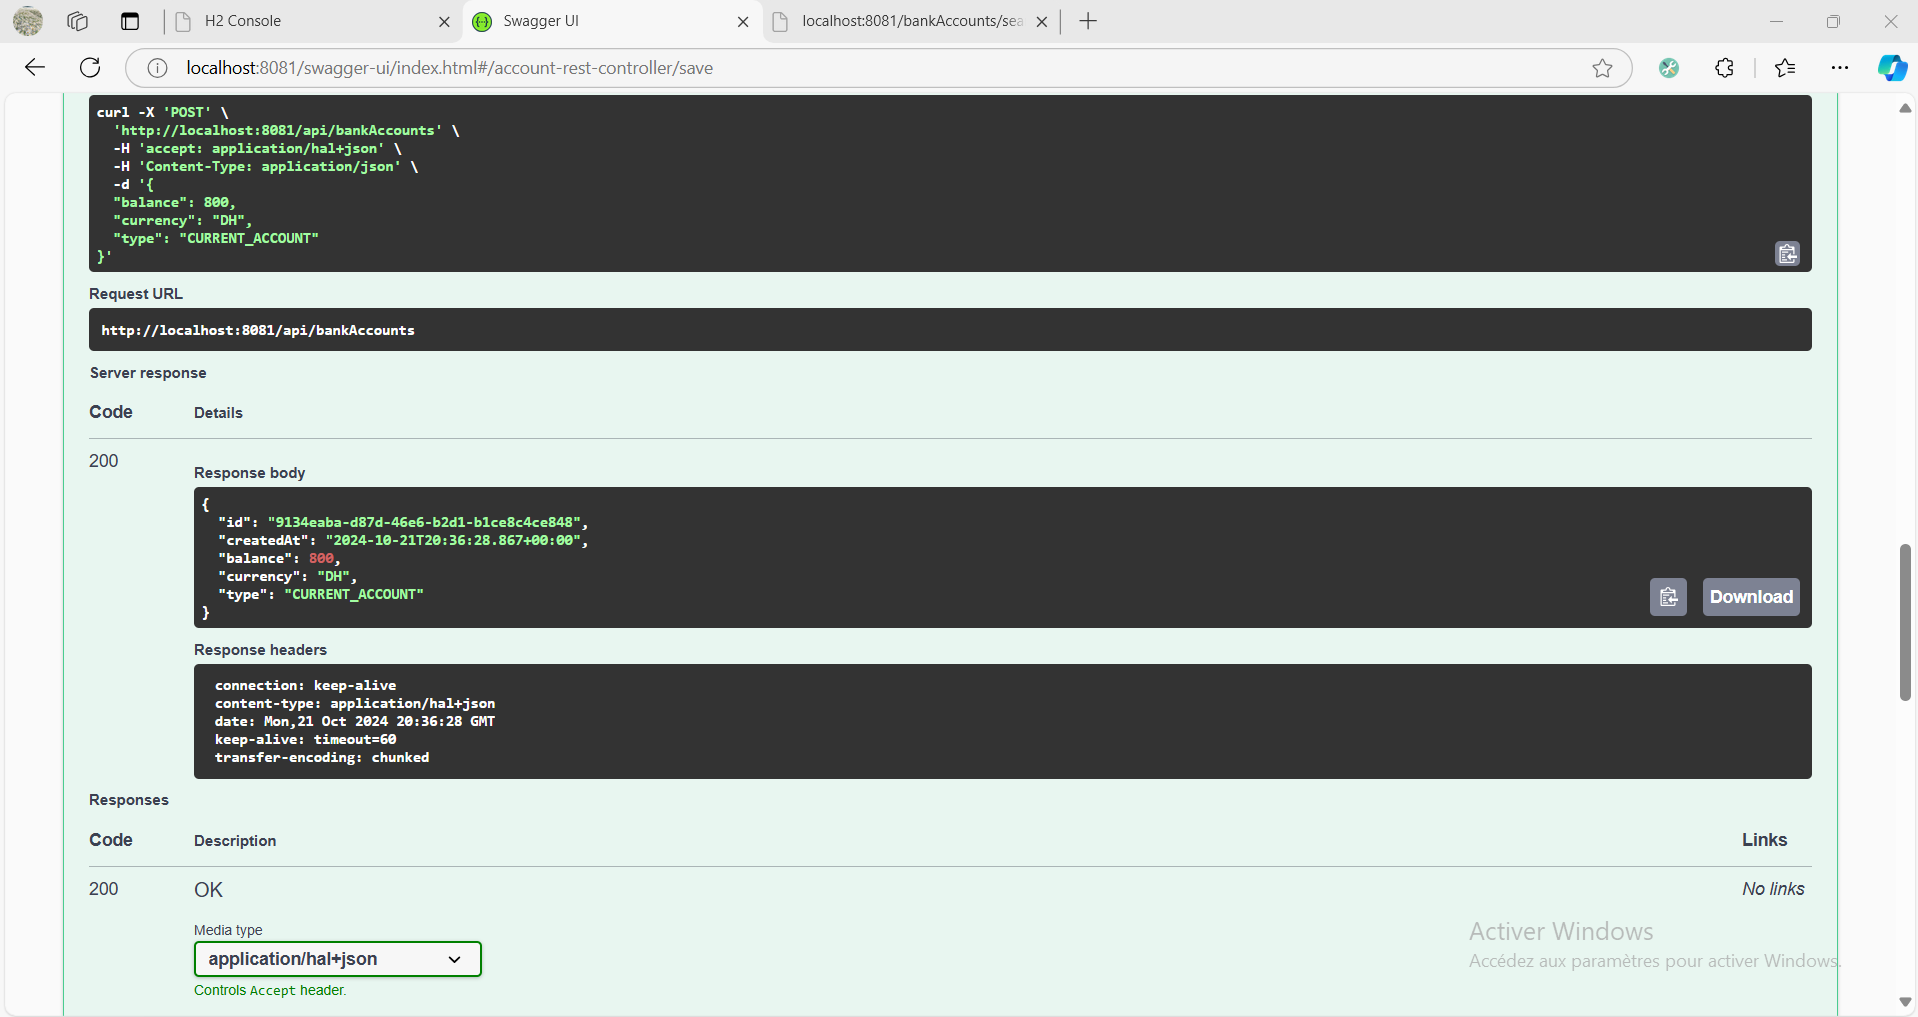 H2 Console
Swagger UI
localhost:8081/bankAccounts/sea
localhost:8081/swagger-ui/index.html#/account-rest-controller/save
curl -X 'POST' \
'http://localhost:8081/api/bankAccounts' \
-H 'accept: application/hal+json' \
-H 'Content-Type: application/json' \
-d '{
"balance": 800,
"currency": "DH",
"type": "CURRENT_ACCOUNT"
}'
Request URL
http://localhost:8081/api/bankAccounts
Server response
Code Details
200
Response body
{
"id": "9134eaba-d87d-46e6-b2d1-b1ce8c4ce848",
"createdAt": "2024-10-21T20:36:28.867+00:00",
"balance": 800,
"currency": "DH",
"type": "CURRENT_ACCOUNT"
}
Download
Response headers
connection: keep-alive
content-type: application/hal+json
date: Mon,21 Oct 2024 20:36:28 GMT
keep-alive: timeout=60
transfer-encoding: chunked
Responses
Code Description Links
200 OK No links
Media type
application/hal+json
Controls Accept header.
Activer Windows
Accédez aux paramètres pour activer Windows.